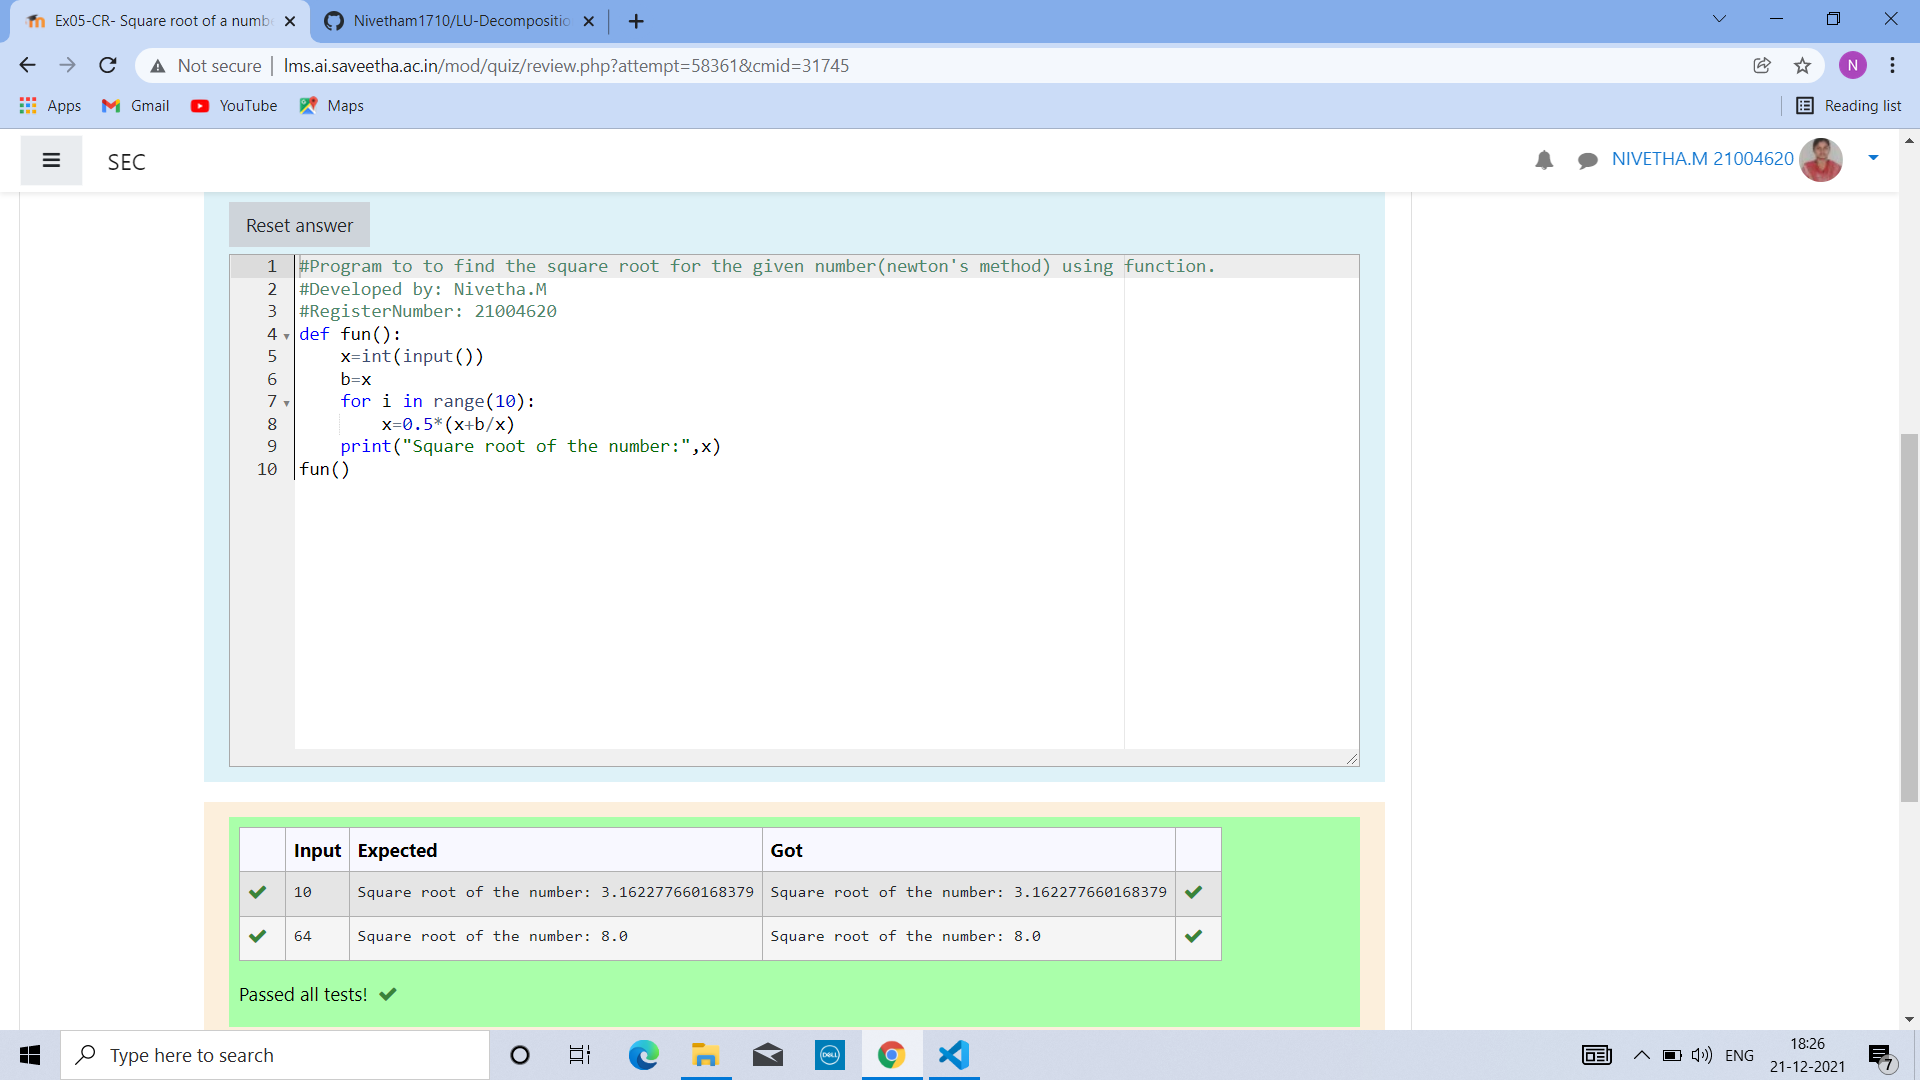 Ex05-CR- Square root of a numb
Nivetham1710/LU-Decompositio
Not secure
lms.ai.saveetha.ac.in/mod/quiz/review.php?attempt=58361&cmid=31745
N
Apps
Gmail
YouTube
Maps
Reading list
SEC
NIVETHA.M 21004620
Reset answer
1 #Program to to find the square root for the given number(newton's method) using function.
2 #Developed by: Nivetha.M
3 #RegisterNumber: 21004620
4 def fun():
5     x=int(input())
6     b=x
7     for i in range(10):
8         x=0.5*(x+b/x)
9     print("Square root of the number:",x)
10 fun()
Input Expected Got
10 Square root of the number: 3.162277660168379 Square root of the number: 3.162277660168379
64 Square root of the number: 8.0 Square root of the number: 8.0
Passed all tests!
Type here to search
DELL
ENG
18:26
21-12-2021
7